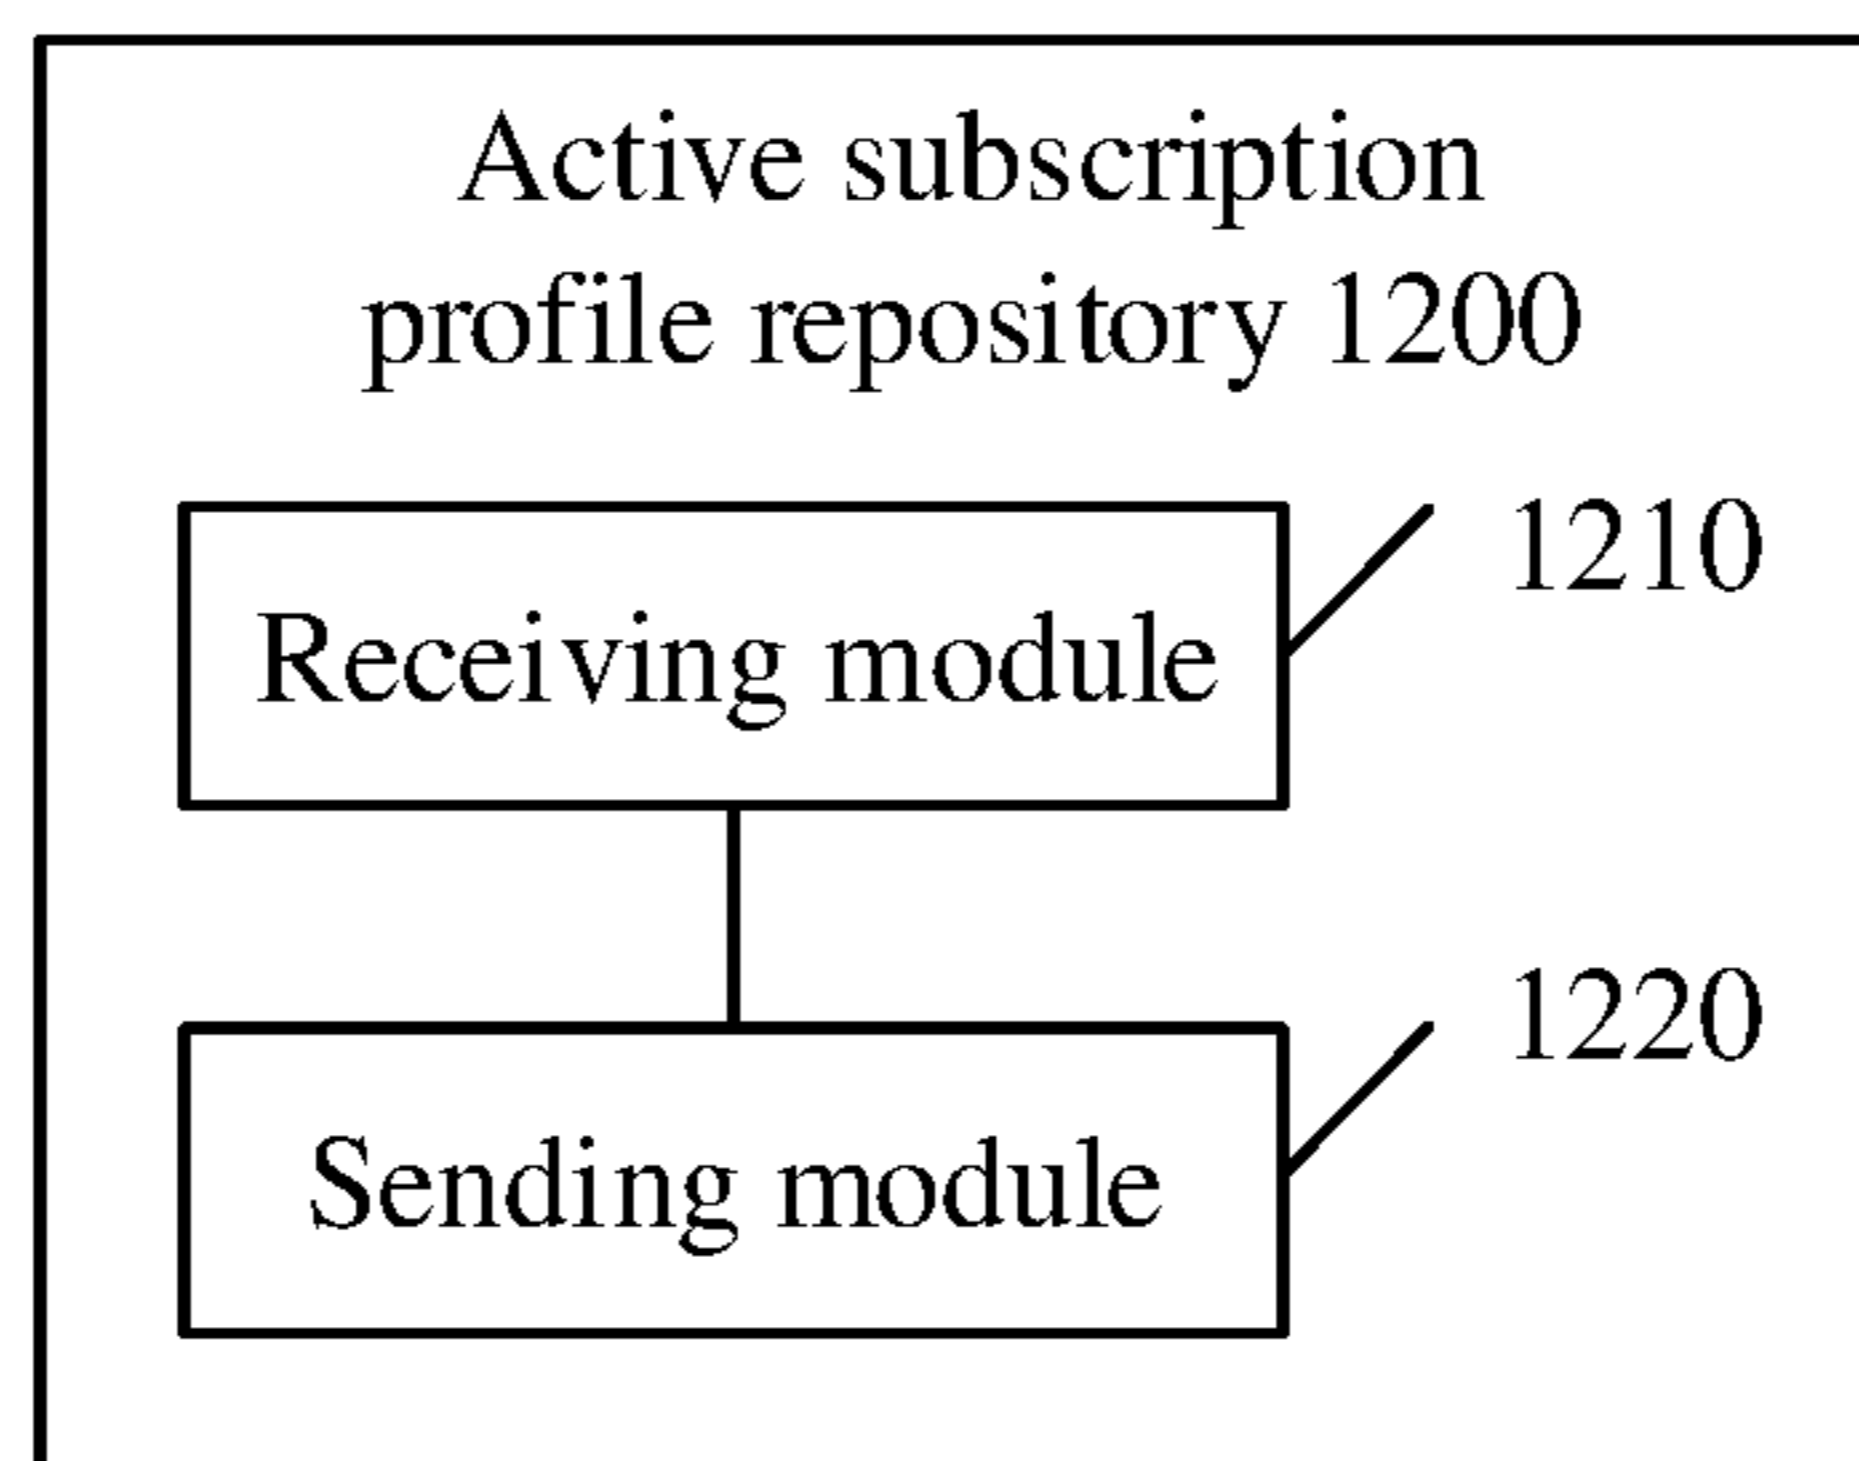 Active subscription
profile repository 1200
1210
Receiving module
1220
Sending module